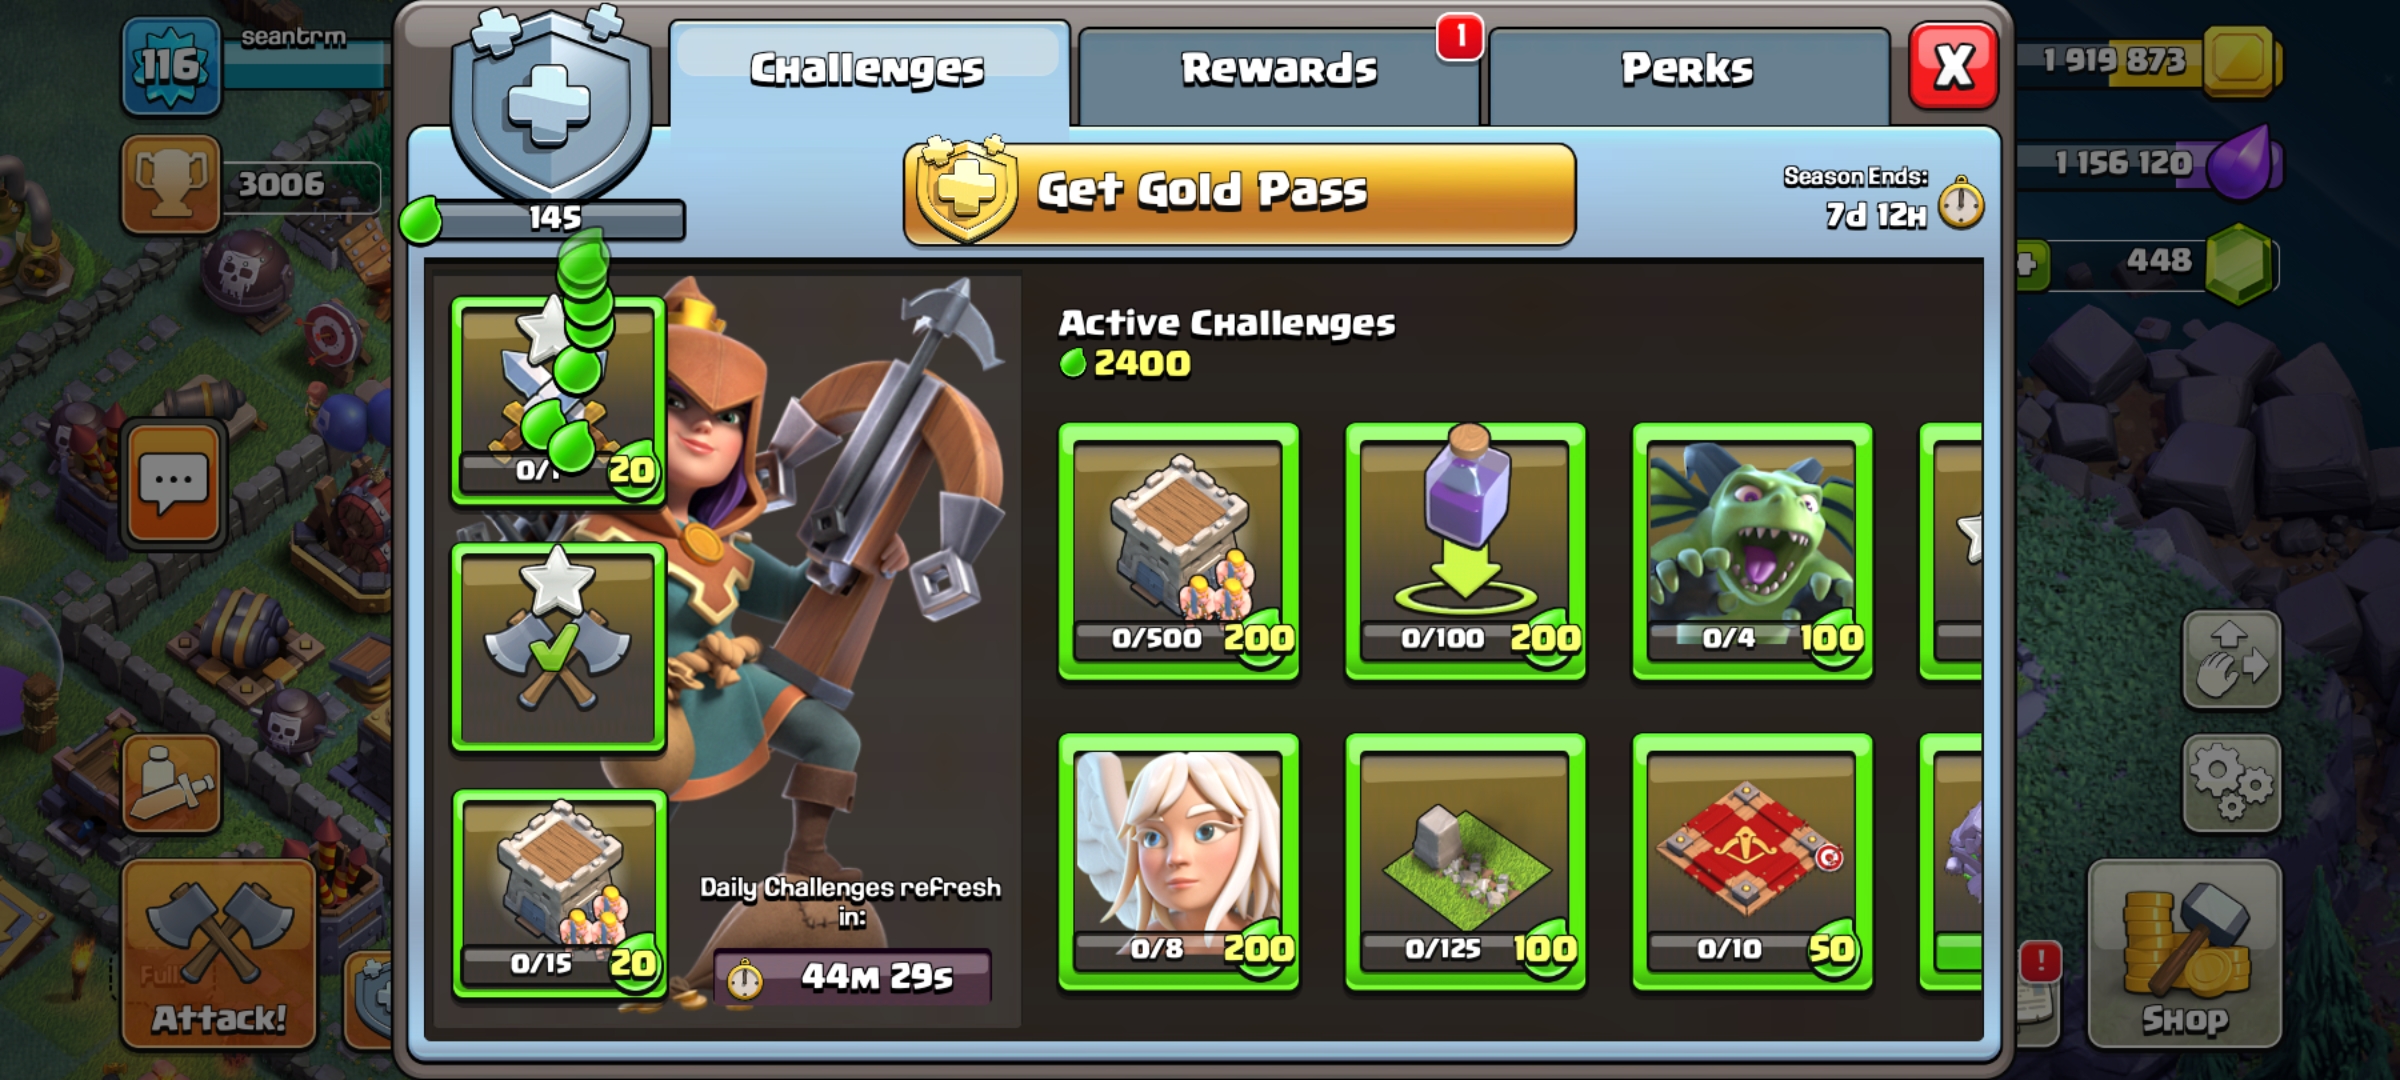 116
seantrm
3006
Challenges
Rewards
1
Perks
X
1 919 873
1 156 120
448
145
Get Gold Pass
Season Ends:
7d 12H
20
20
0/15
Daily Challenges refresh
in:
44M 29s
Active Challenges
2400
0/500 200
0/100 200
0/4 100
0/8 200
0/125 100
0/10 50
Full
Attack!
!
Shop